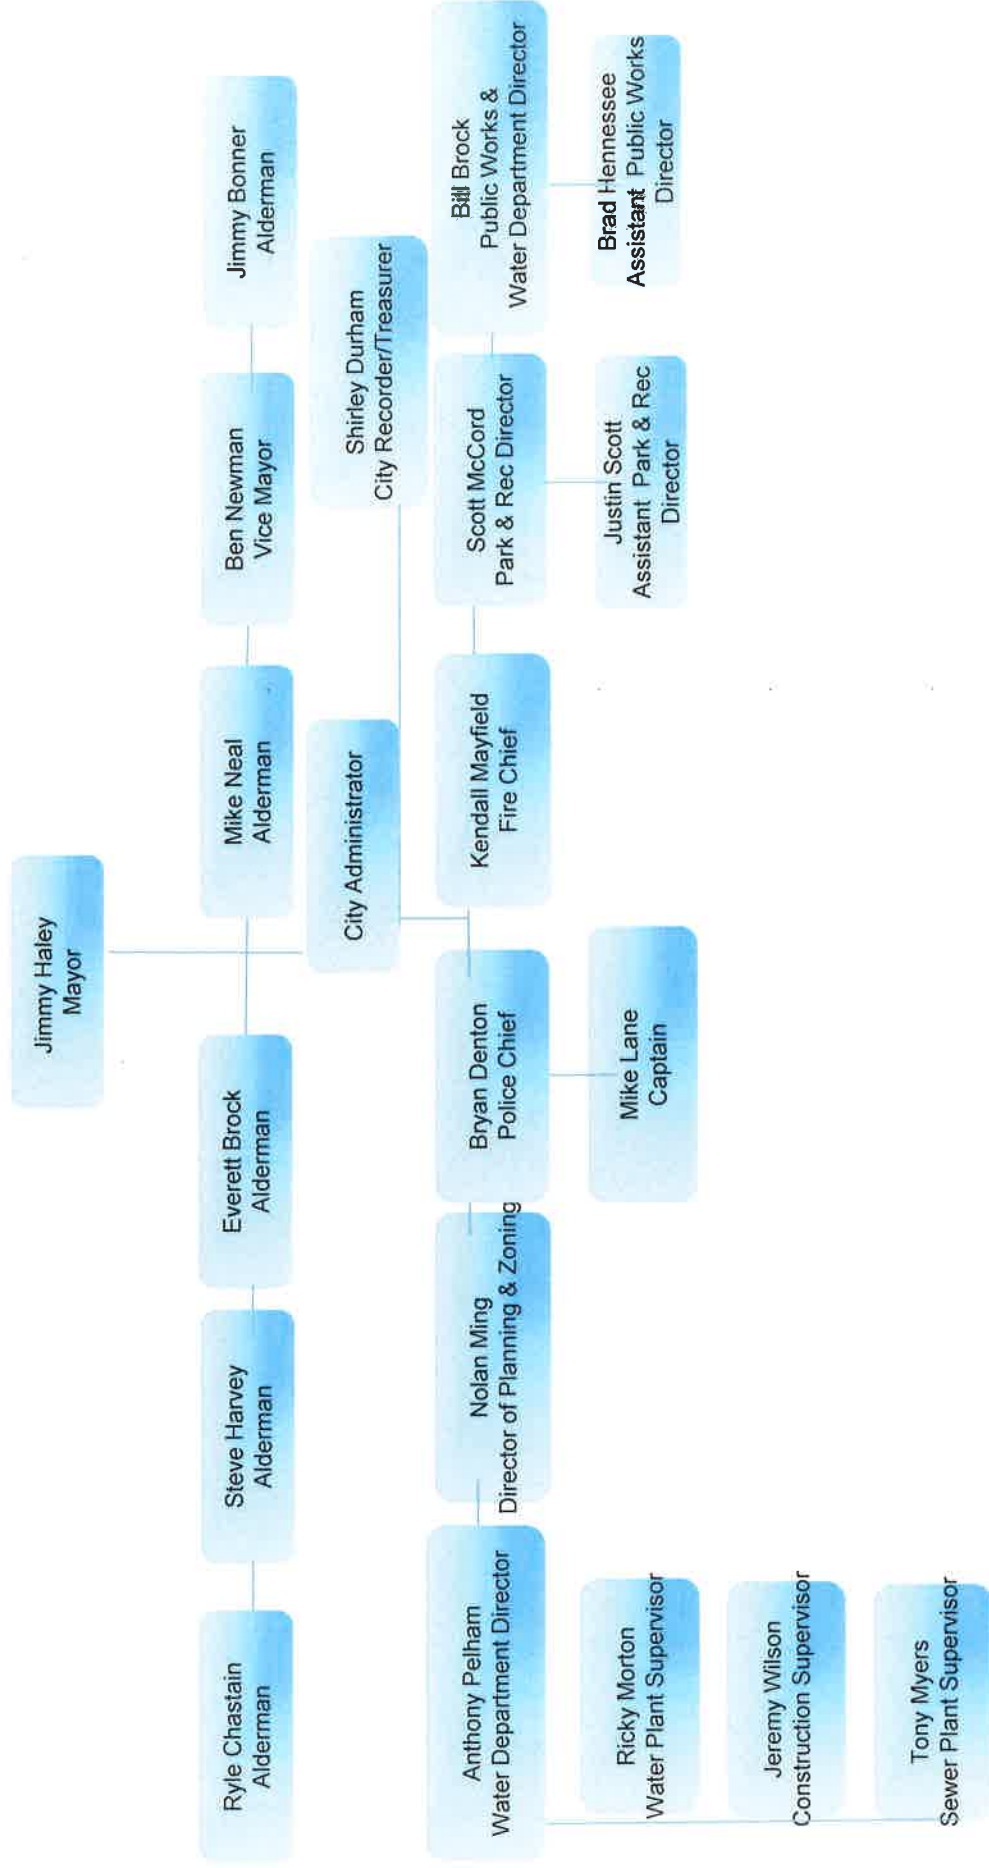 Jimmy Haley
Mayor
Ryle Chastain
Alderman
Steve Harvey
Alderman
Everett Brock
Alderman
Mike Neal
Alderman
Ben Newman
Vice Mayor
Jimmy Bonner
Alderman
City Administrator
Shirley Durham
City Recorder/Treasurer
Anthony Pelham
Water Department Director
Nolan Ming
Director of Planning & Zoning
Bryan Denton
Police Chief
Kendall Mayfield
Fire Chief
Scott McCord
Park & Rec Director
Bill Brock
Public Works &
Water Department Director
Ricky Morton
Water Plant Supervisor
Jeremy Wilson
Construction Supervisor
Tony Myers
Sewer Plant Supervisor
Mike Lane
Captain
Justin Scott
Assistant Park & Rec
Director
Brad Hennessee
Assistant Public Works
Director